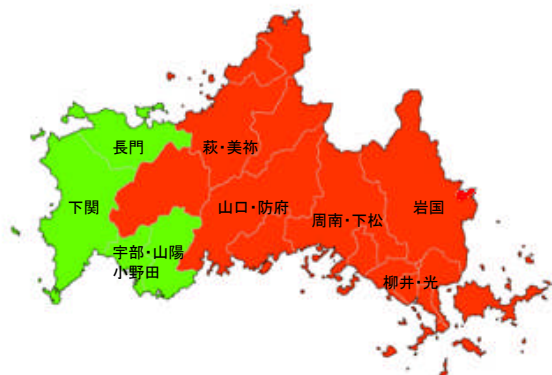 長門
萩・美祢
下関
山口・防府
周南・下松
岩国
宇部・山陽
小野田
柳井・光